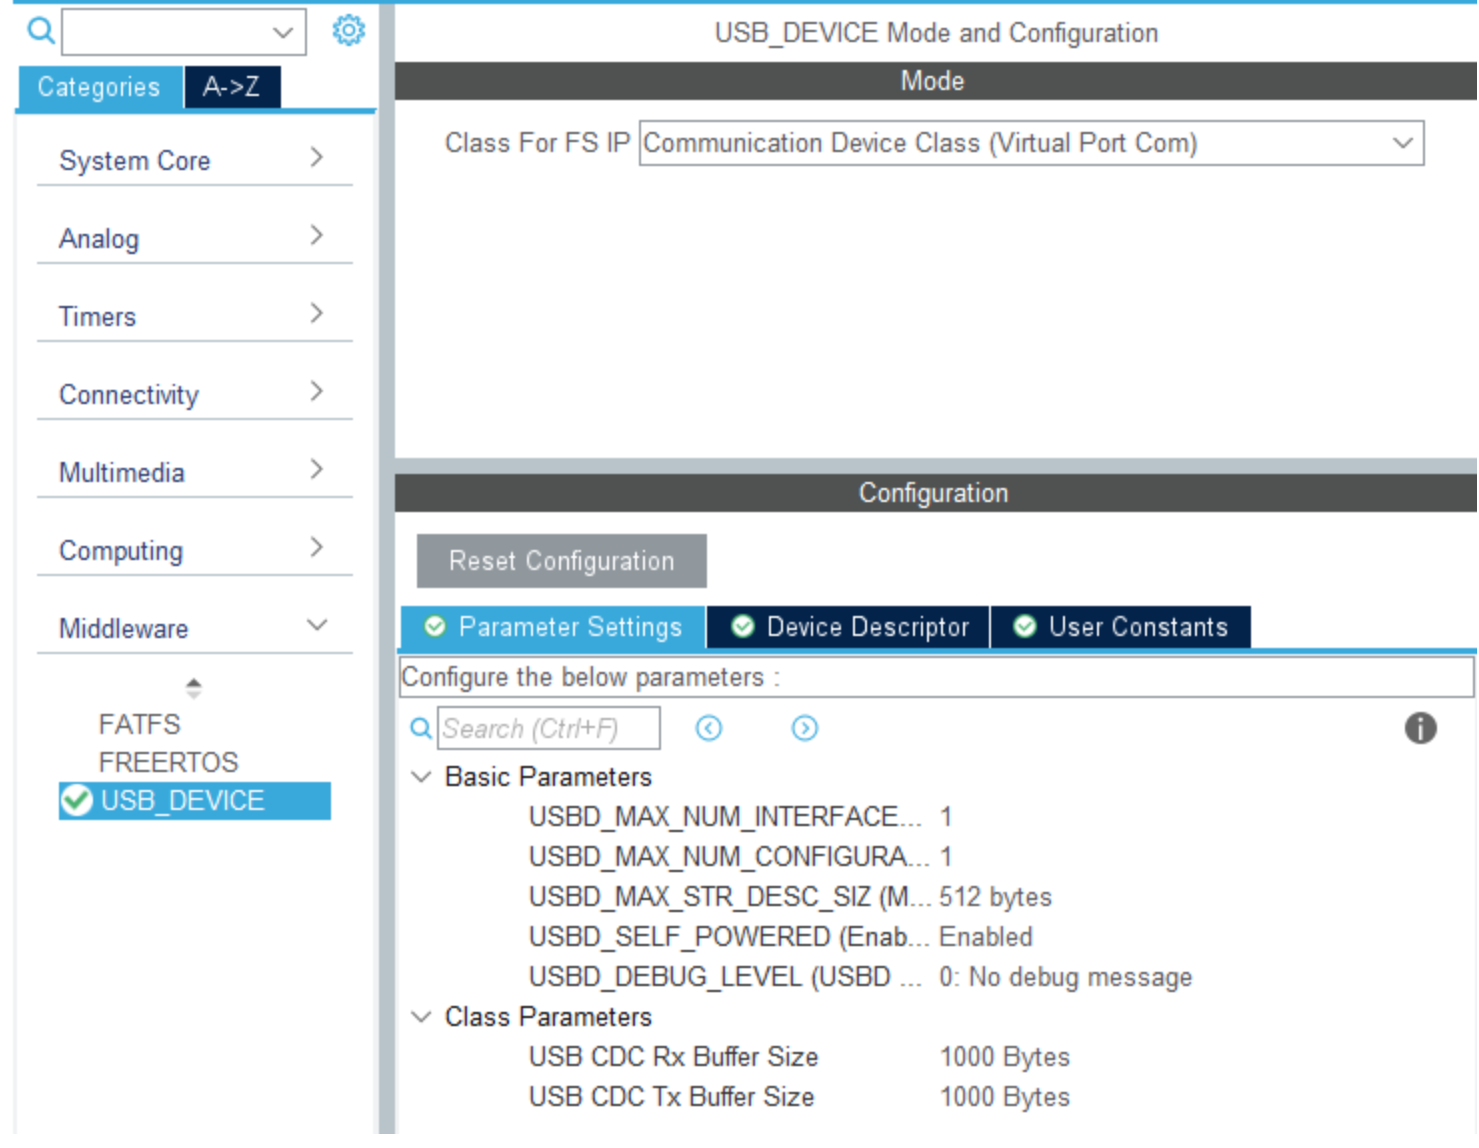 USB_DEVICE Mode and Configuration
Categories
A->Z
Mode
Class For FS IP
Communication Device Class (Virtual Port Com)
System Core
Analog
Timers
Connectivity
Multimedia
Computing
Middleware
FATFS
FREERTOS
USB_DEVICE
Configuration
Reset Configuration
Parameter Settings
Device Descriptor
User Constants
Configure the below parameters :
Search (Ctrl+F)
Basic Parameters
USBD_MAX_NUM_INTERFACE... 1
USBD_MAX_NUM_CONFIGURA... 1
USBD_MAX_STR_DESC_SIZ (M... 512 bytes
USBD_SELF_POWERED (Enab... Enabled
USBD_DEBUG_LEVEL (USBD ... 0: No debug message
Class Parameters
USB CDC Rx Buffer Size 1000 Bytes
USB CDC Tx Buffer Size 1000 Bytes